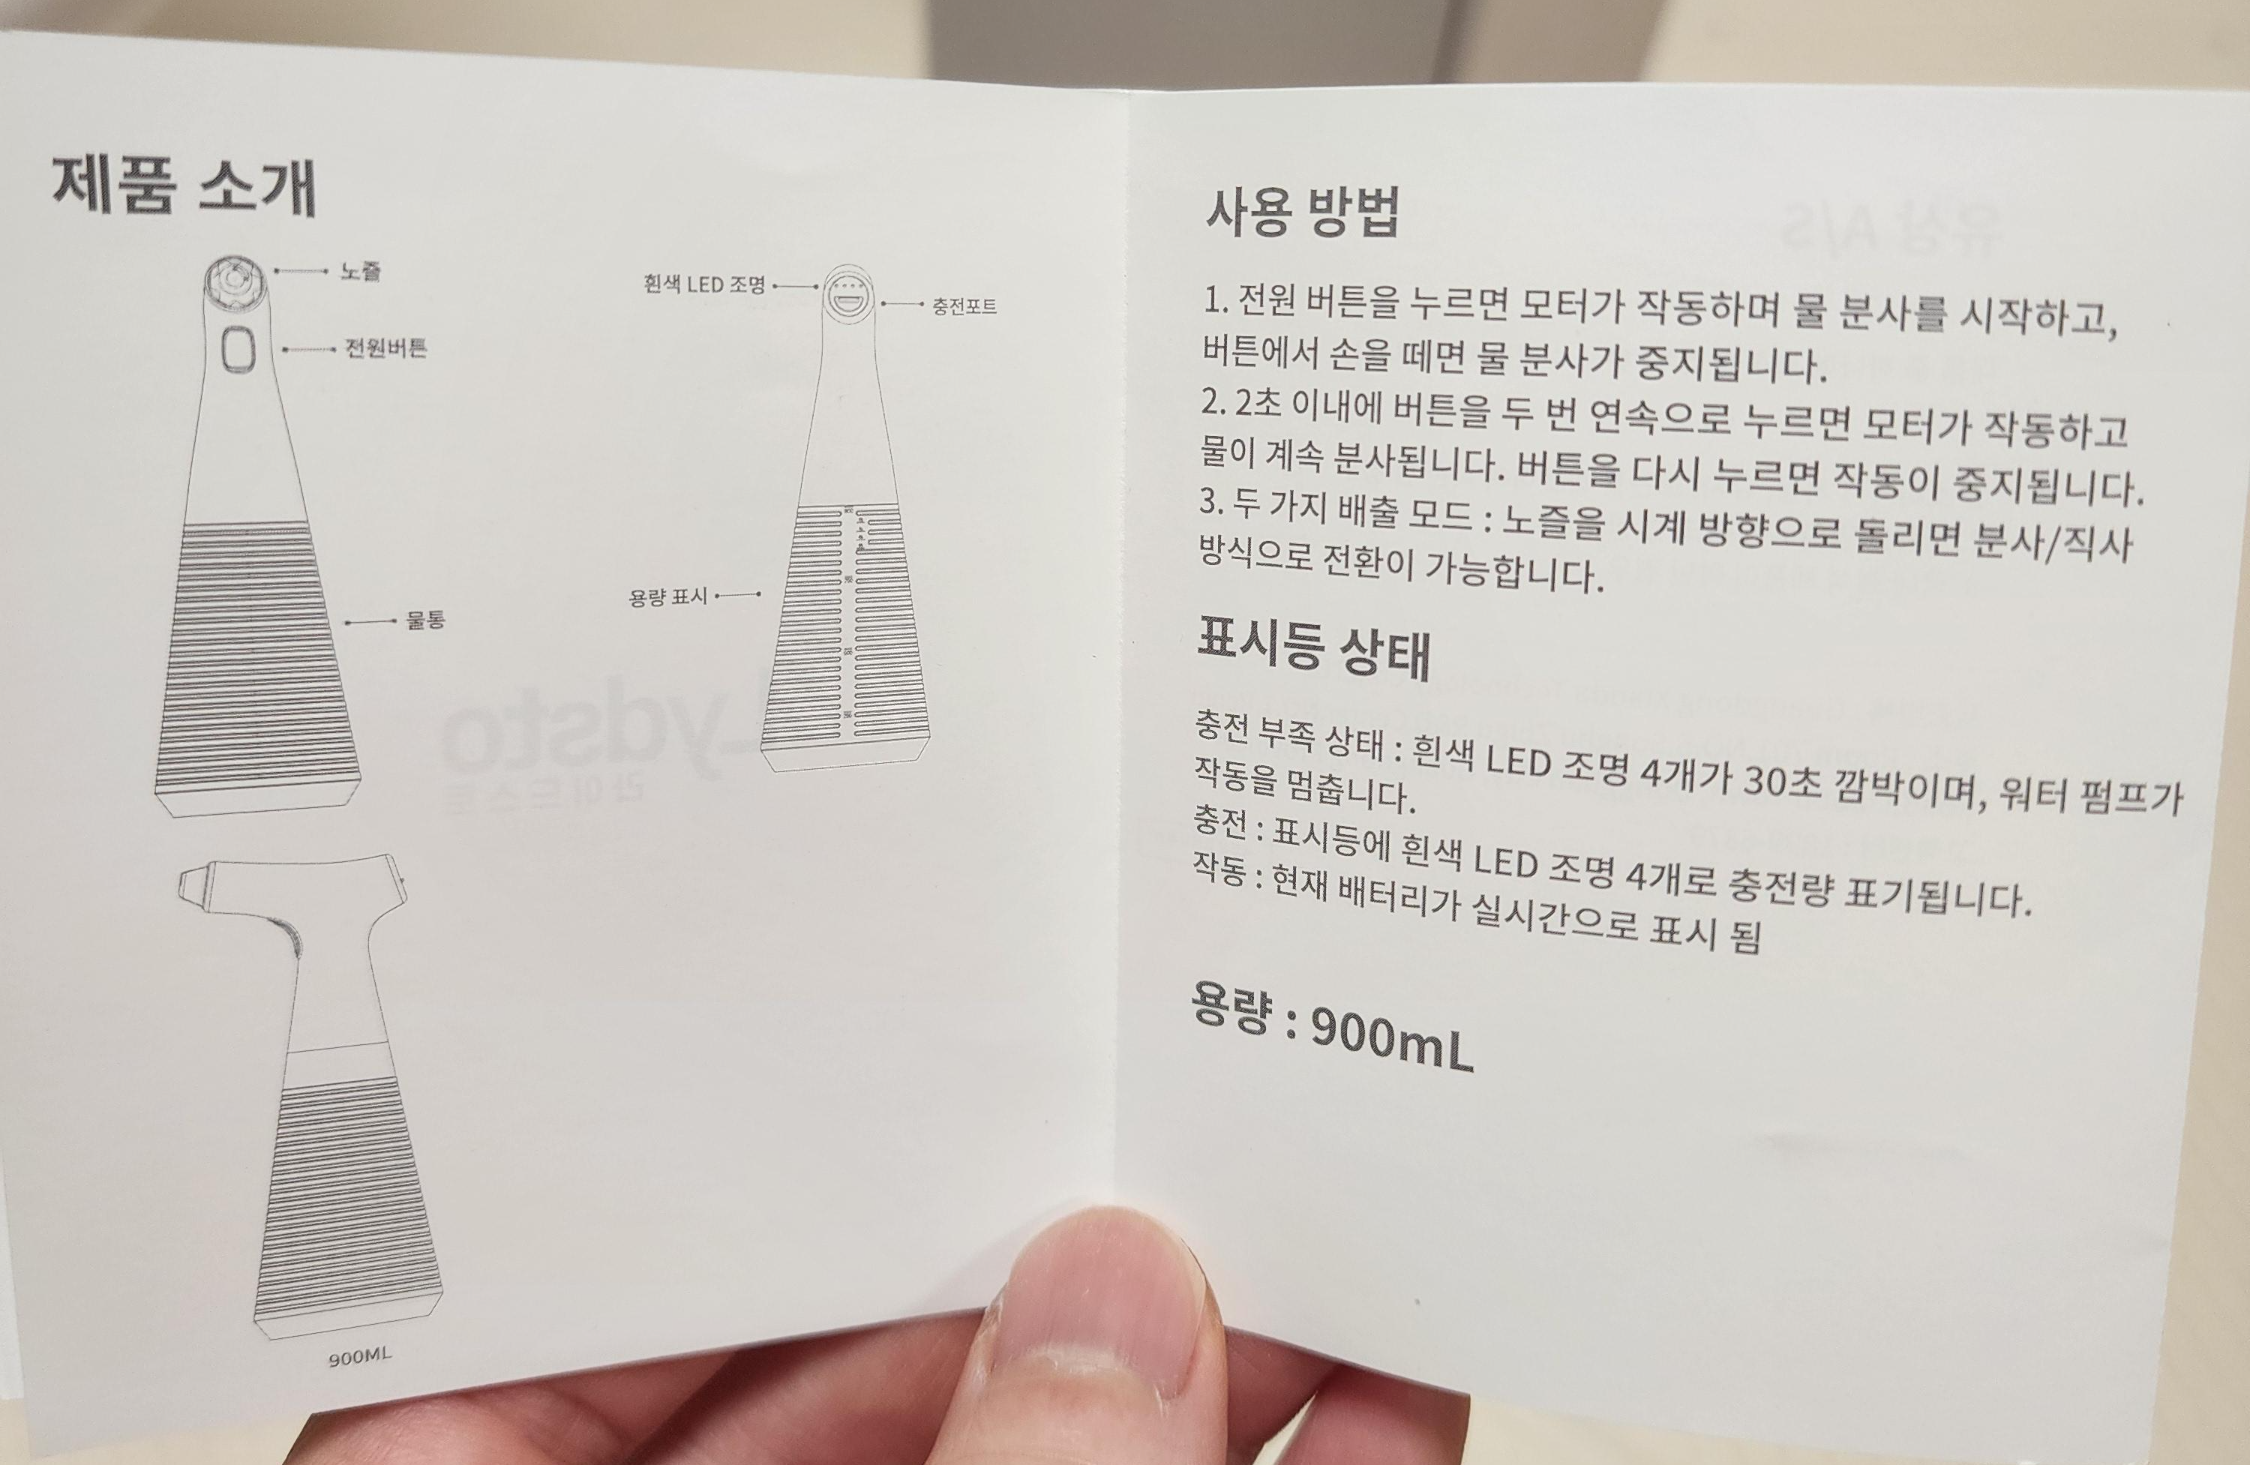 제품 소개
노즐
전원버튼
물통
흰색 LED 조명
충전포트
용량 표시
900ML
사용 방법
1. 전원 버튼을 누르면 모터가 작동하며 물 분사를 시작하고,
버튼에서 손을 떼면 물 분사가 중지됩니다.
2. 2초 이내에 버튼을 두 번 연속으로 누르면 모터가 작동하고
물이 계속 분사됩니다. 버튼을 다시 누르면 작동이 중지됩니다.
3. 두 가지 배출 모드 : 노즐을 시계 방향으로 돌리면 분사/직사
방식으로 전환이 가능합니다.
표시등 상태
충전 부족 상태 : 흰색 LED 조명 4개가 30초 깜박이며, 워터 펌프가
작동을 멈춥니다.
충전 : 표시등에 흰색 LED 조명 4개로 충전량 표기됩니다.
작동 : 현재 배터리가 실시간으로 표시 됨
용량 : 900mL
유상 A/S
Lydsto
라이드스토